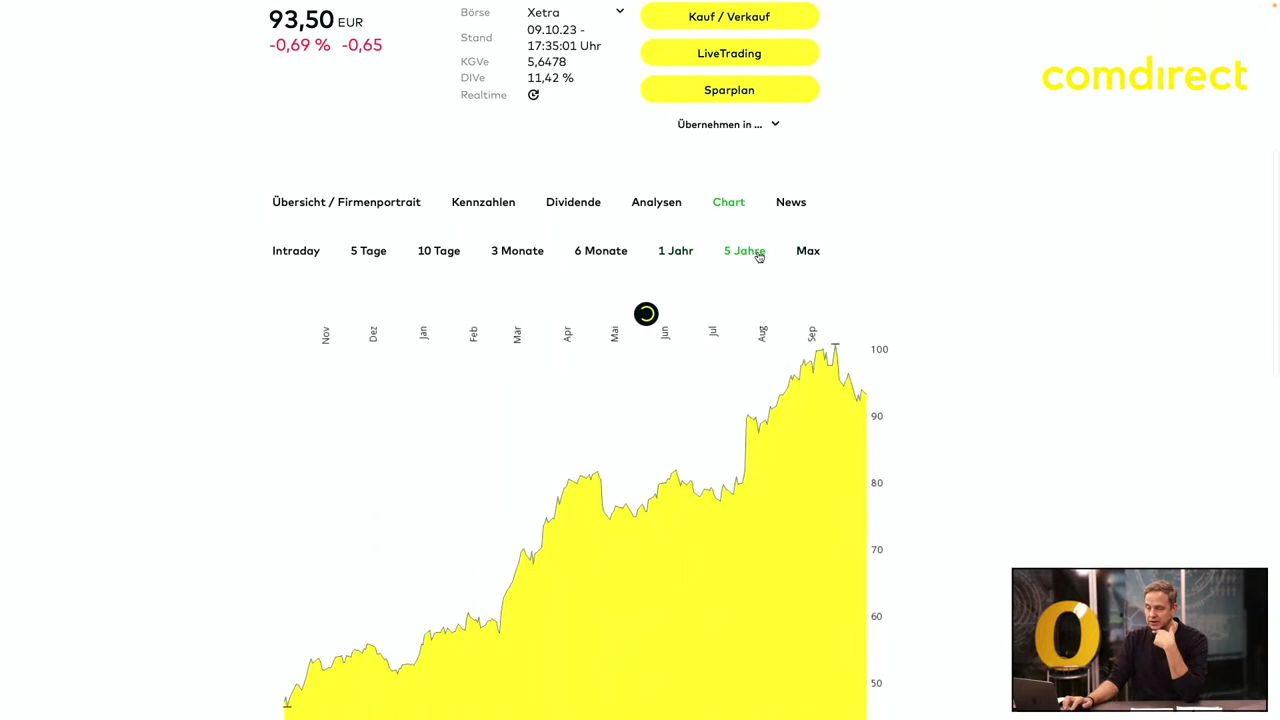 93,50 EUR
-0,69 % -0,65
Börse Xetra
Stand 09.10.23 -
17:35:01 Uhr
KGVe 5,6478
DIVe 11,42 %
Realtime
Kauf / Verkauf
LiveTrading
Sparplan
Übernehmen in ...
comdirect
Übersicht / Firmenportrait Kennzahlen Dividende Analysen Chart News
Intraday 5 Tage 10 Tage 3 Monate 6 Monate 1 Jahr 5 Jahre Max
Nov Dez Jan Feb Mär Apr Mai Jun Jul Aug Sep
100
90
80
70
60
50